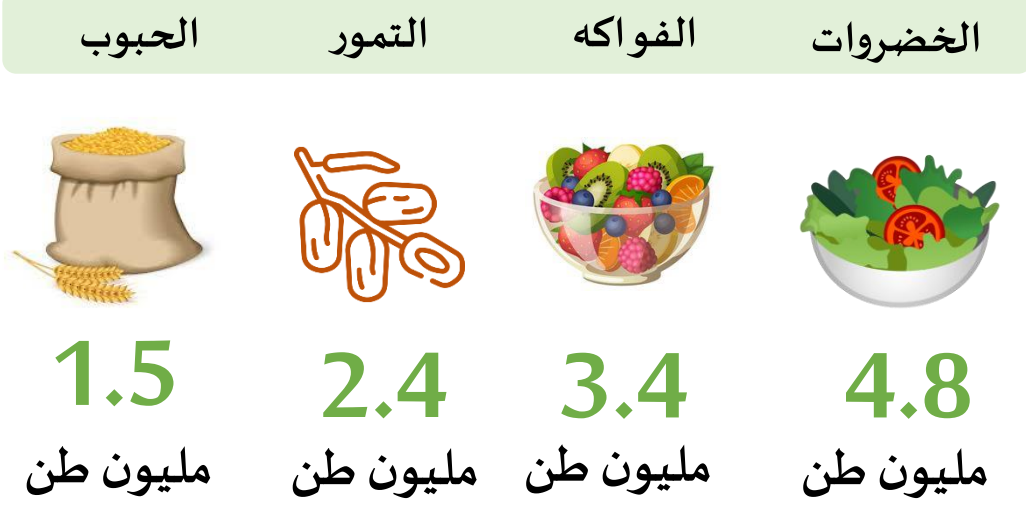 الخضروات
الفواكه
التمور
الحبوب
4.8
3.4
2.4
1.5
مليون طن
مليون طن
مليون طن
مليون طن